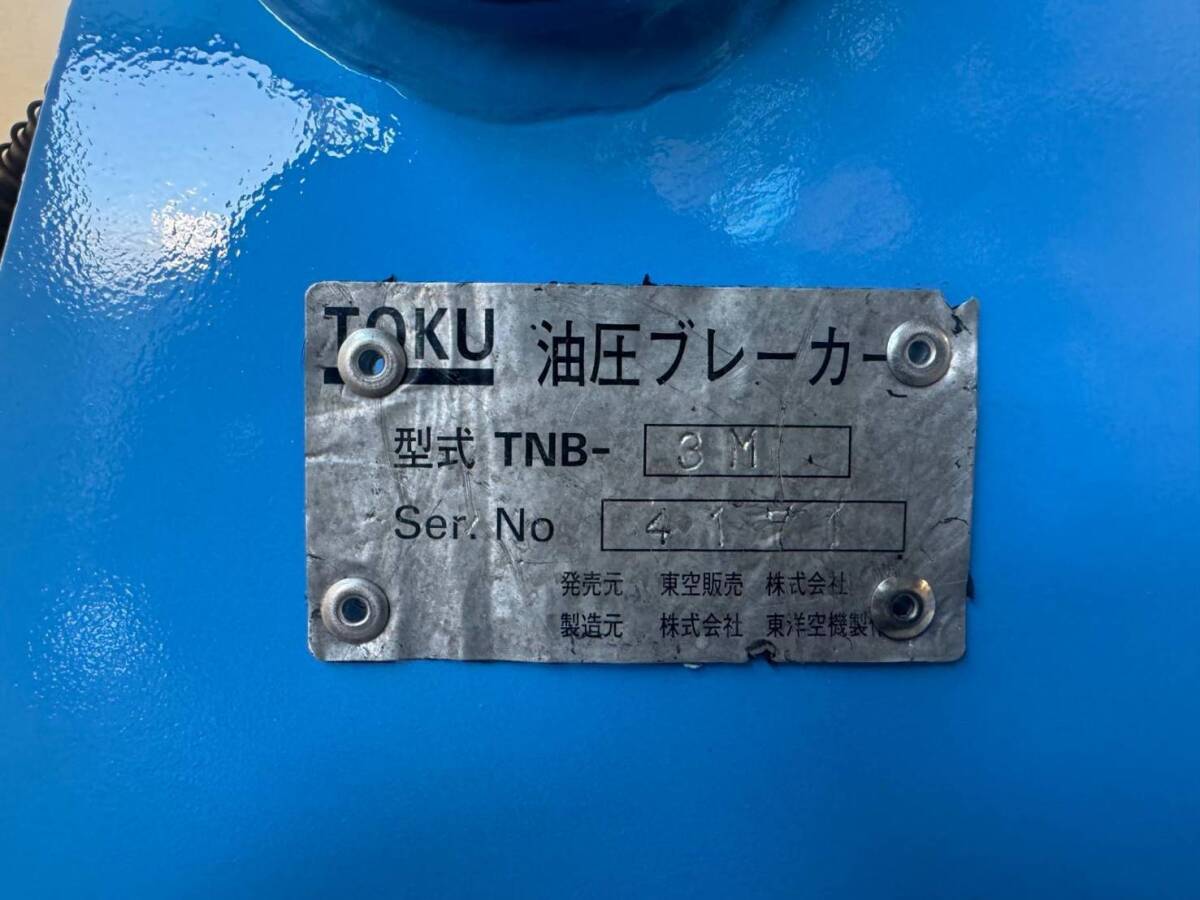 TOKU 油圧ブレーカー
型式 TNB- 3M
Ser. No 4171
発売元 東空販売 株式会社
製造元 株式会社 東洋空機製作